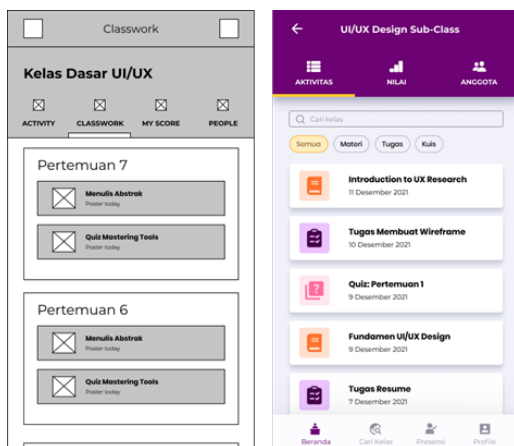 Classwork
Kelas Dasar UI/UX
ACTIVITY CLASSWORK MY SCORE PEOPLE
Pertemuan 7
Menulis Abstrak
Poster today
Quiz Mastering Tools
Poster today
Pertemuan 6
Menulis Abstrak
Poster today
Quiz Mastering Tools
Poster today
UI/UX Design Sub-Class
AKTIVITAS NILAI ANGGOTA
Cari kelas
Semua Materi Tugas Kuis
Introduction to UX Research
11 Desember 2021
Tugas Membuat Wireframe
10 Desember 2021
Quiz: Pertemuan 1
9 Desember 2021
Fundamen UI/UX Design
9 Desember 2021
Tugas Resume
7 Desember 2021
Beranda Cari Kelas Presensi Profile